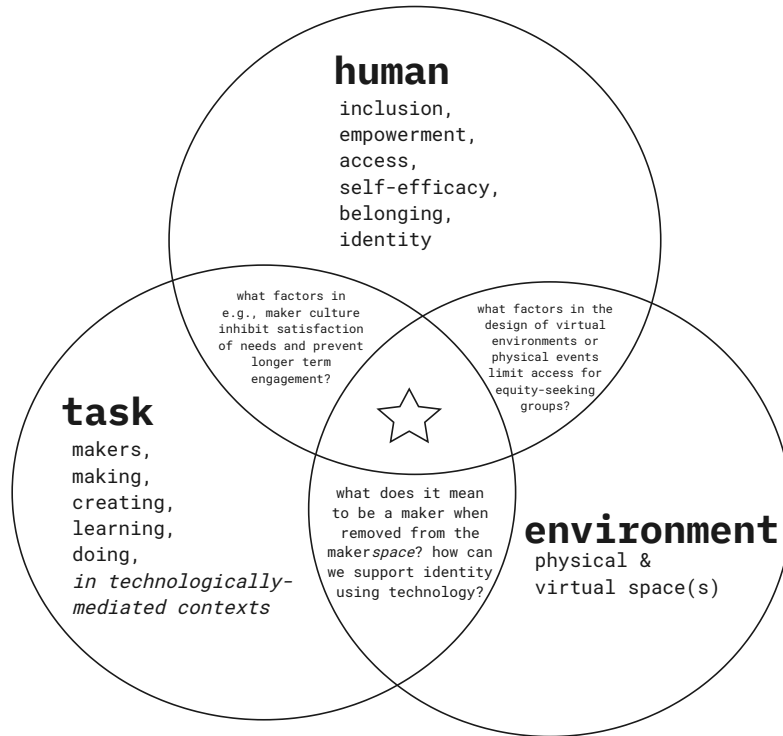 human
inclusion,
empowerment,
access,
self-efficacy,
belonging,
identity
what factors in
e.g., maker culture
inhibit satisfaction
of needs and prevent
longer term
engagement?
what factors in the
design of virtual
environments or
physical events
limit access for
equity-seeking
groups?
task
makers,
making,
creating,
learning,
doing,
in technologically-
mediated contexts
what does it mean
to be a maker when
removed from the
makerspace? how can
we support identity
using technology?
environment
physical &
virtual space(s)